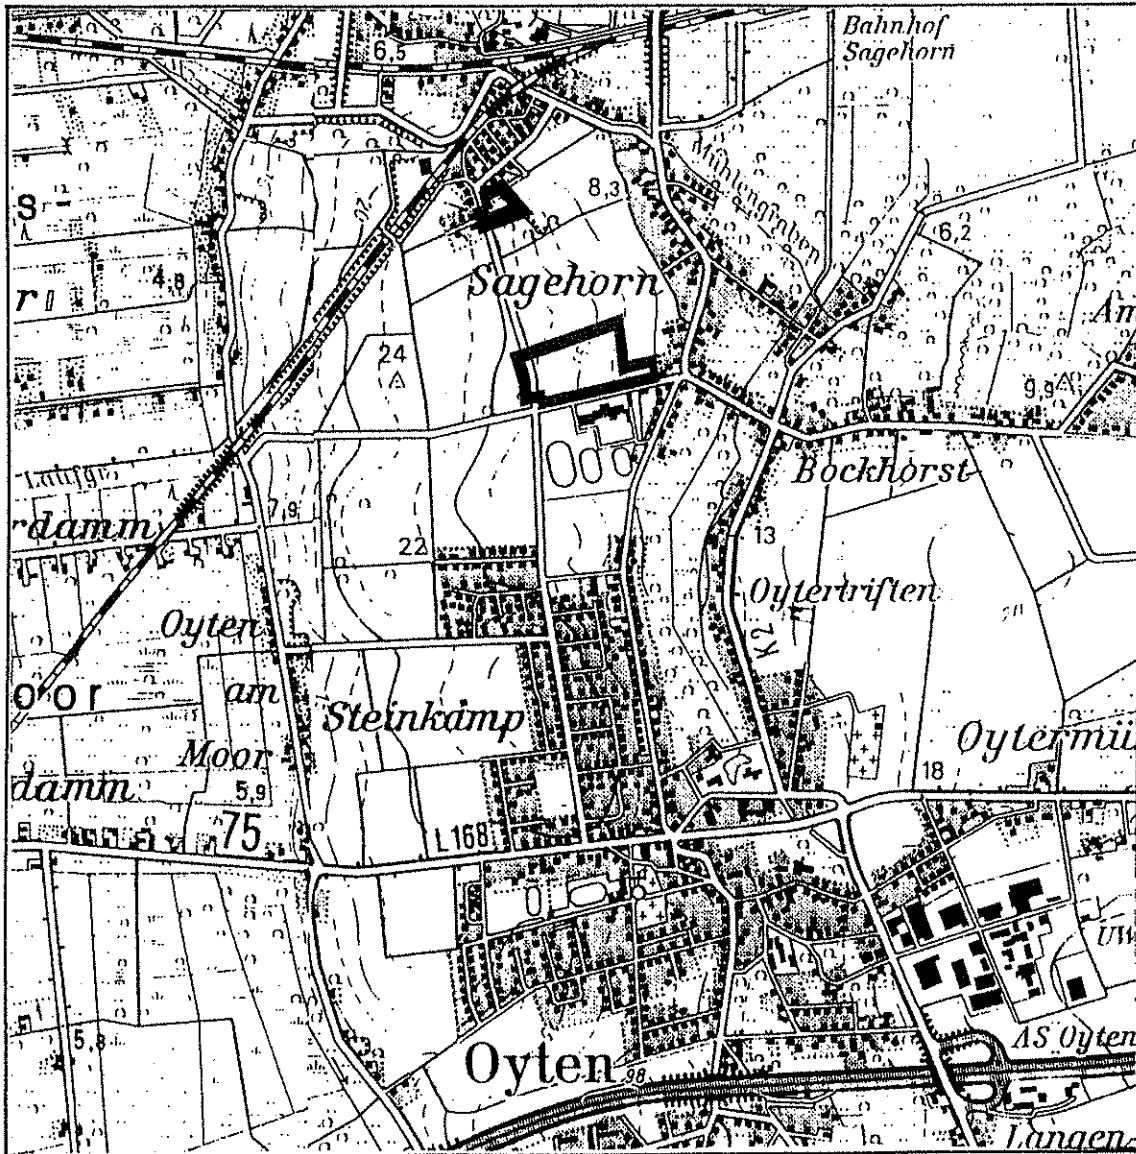 Bahnhof
Sagehorn
6,5
Mühlengraben
8,3
S
6,2
4,8
Sagehorn
r
Am
24
9,9
Bockhorst
damm
7,9
22
13
Oytertriften
Oyten
K2
oor
am
Steinkamp
Moor
18
damm
5,9
75
L 168
UW
5,8
AS Oyten
Oyten
98
Langen-